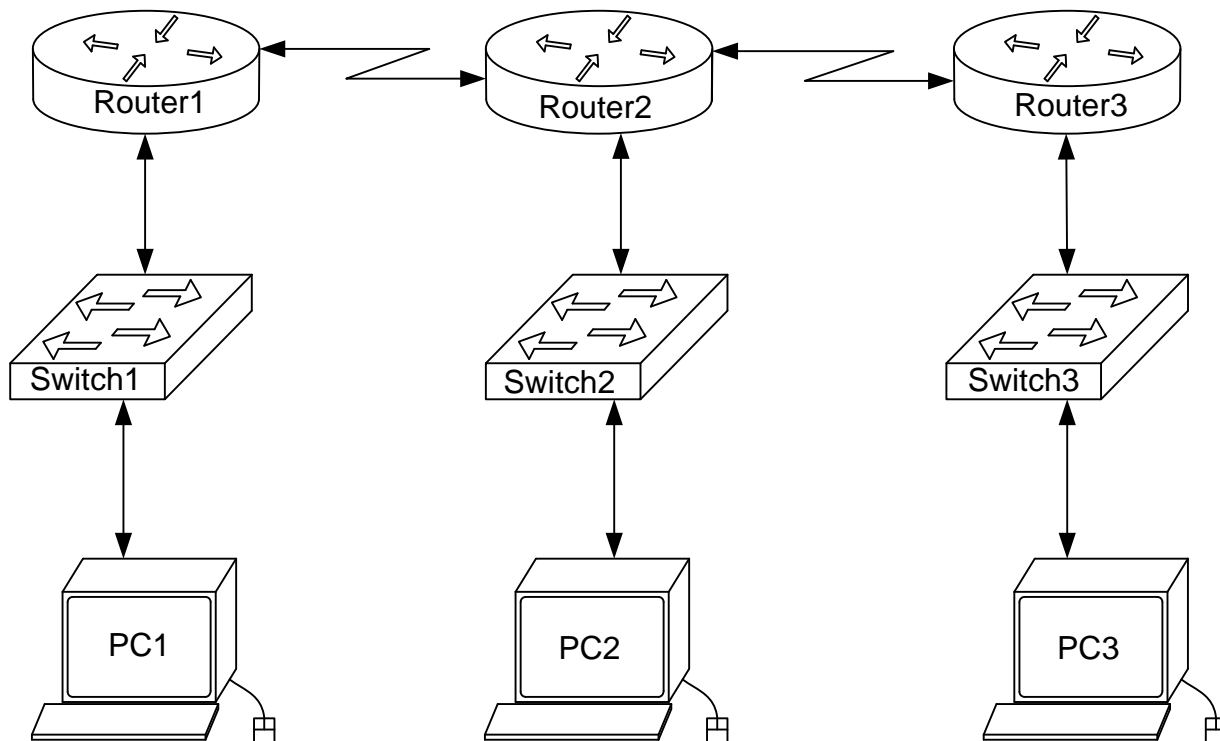 Router1
Router2
Router3
Switch1
Switch2
Switch3
PC1
PC2
PC3